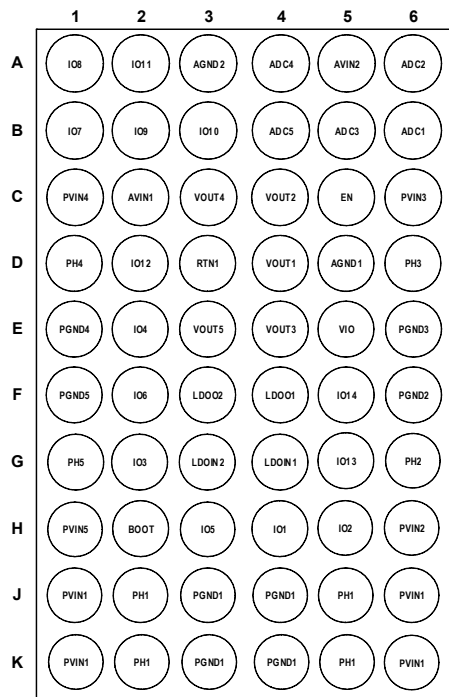 1 2 3 4 5 6
A IO8 IO11 AGND2 ADC4 AVIN2 ADC2
B IO7 IO9 IO10 ADC5 ADC3 ADC1
C PVIN4 AVIN1 VOUT4 VOUT2 EN PVIN3
D PH4 IO12 RTN1 VOUT1 AGND1 PH3
E PGND4 IO4 VOUT5 VOUT3 VIO PGND3
F PGND5 IO6 LDOO2 LDOO1 IO14 PGND2
G PH5 IO3 LDOIN2 LDOIN1 IO13 PH2
H PVIN5 BOOT IO5 IO1 IO2 PVIN2
J PVIN1 PH1 PGND1 PGND1 PH1 PVIN1
K PVIN1 PH1 PGND1 PGND1 PH1 PVIN1